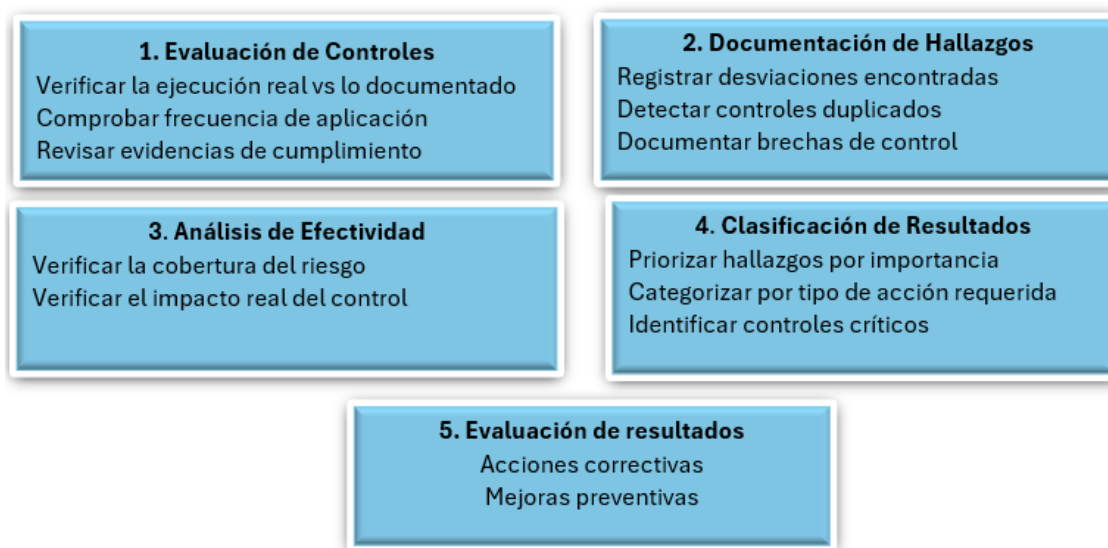 1. Evaluación de Controles
Verificar la ejecución real vs lo documentado
Comprobar frecuencia de aplicación
Revisar evidencias de cumplimiento
2. Documentación de Hallazgos
Registrar desviaciones encontradas
Detectar controles duplicados
Documentar brechas de control
3. Análisis de Efectividad
Verificar la cobertura del riesgo
Verificar el impacto real del control
4. Clasificación de Resultados
Priorizar hallazgos por importancia
Categorizar por tipo de acción requerida
Identificar controles críticos
5. Evaluación de resultados
Acciones correctivas
Mejoras preventivas